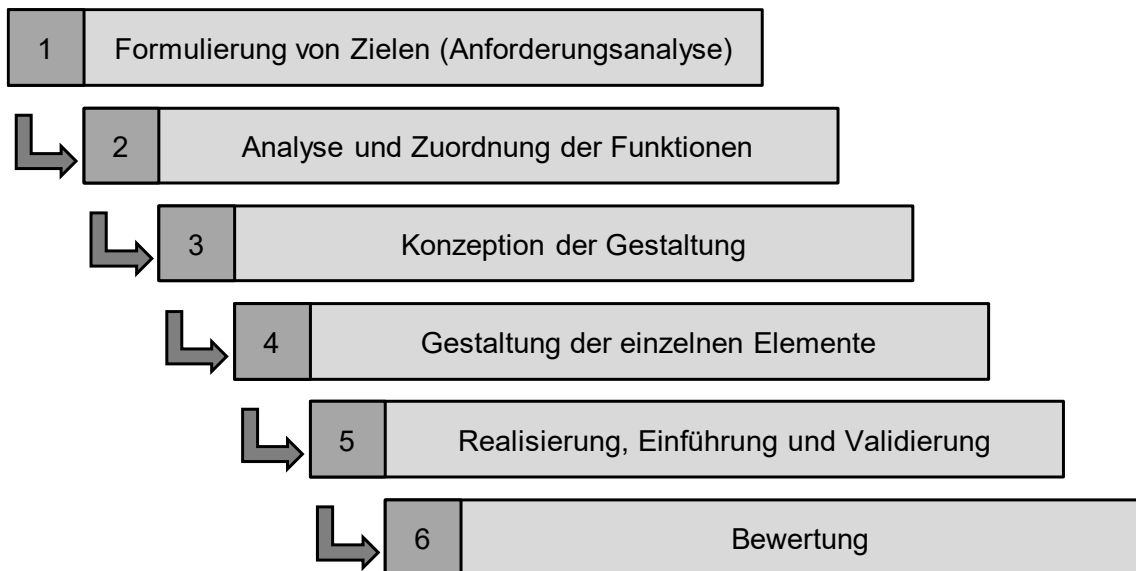 1 Formulierung von Zielen (Anforderungsanalyse)
2 Analyse und Zuordnung der Funktionen
3 Konzeption der Gestaltung
4 Gestaltung der einzelnen Elemente
5 Realisierung, Einführung und Validierung
6 Bewertung